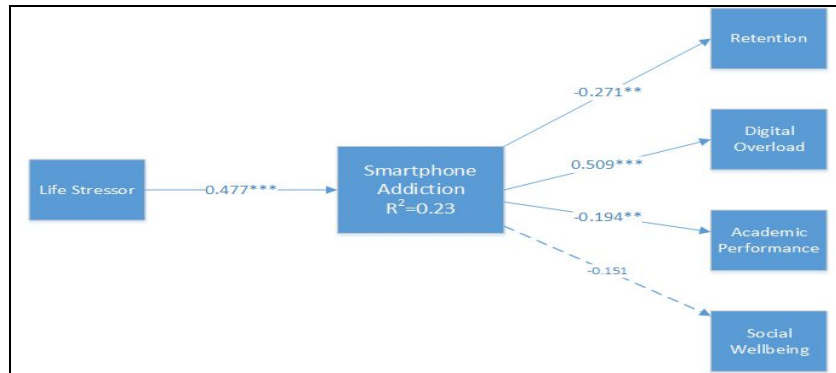 Retention
-0.271**
Digital
Overload
0.509***
Life Stressor
0.477***
Smartphone
Addiction
R²=0.23
-0.194**
Academic
Performance
-0.151
Social
Wellbeing